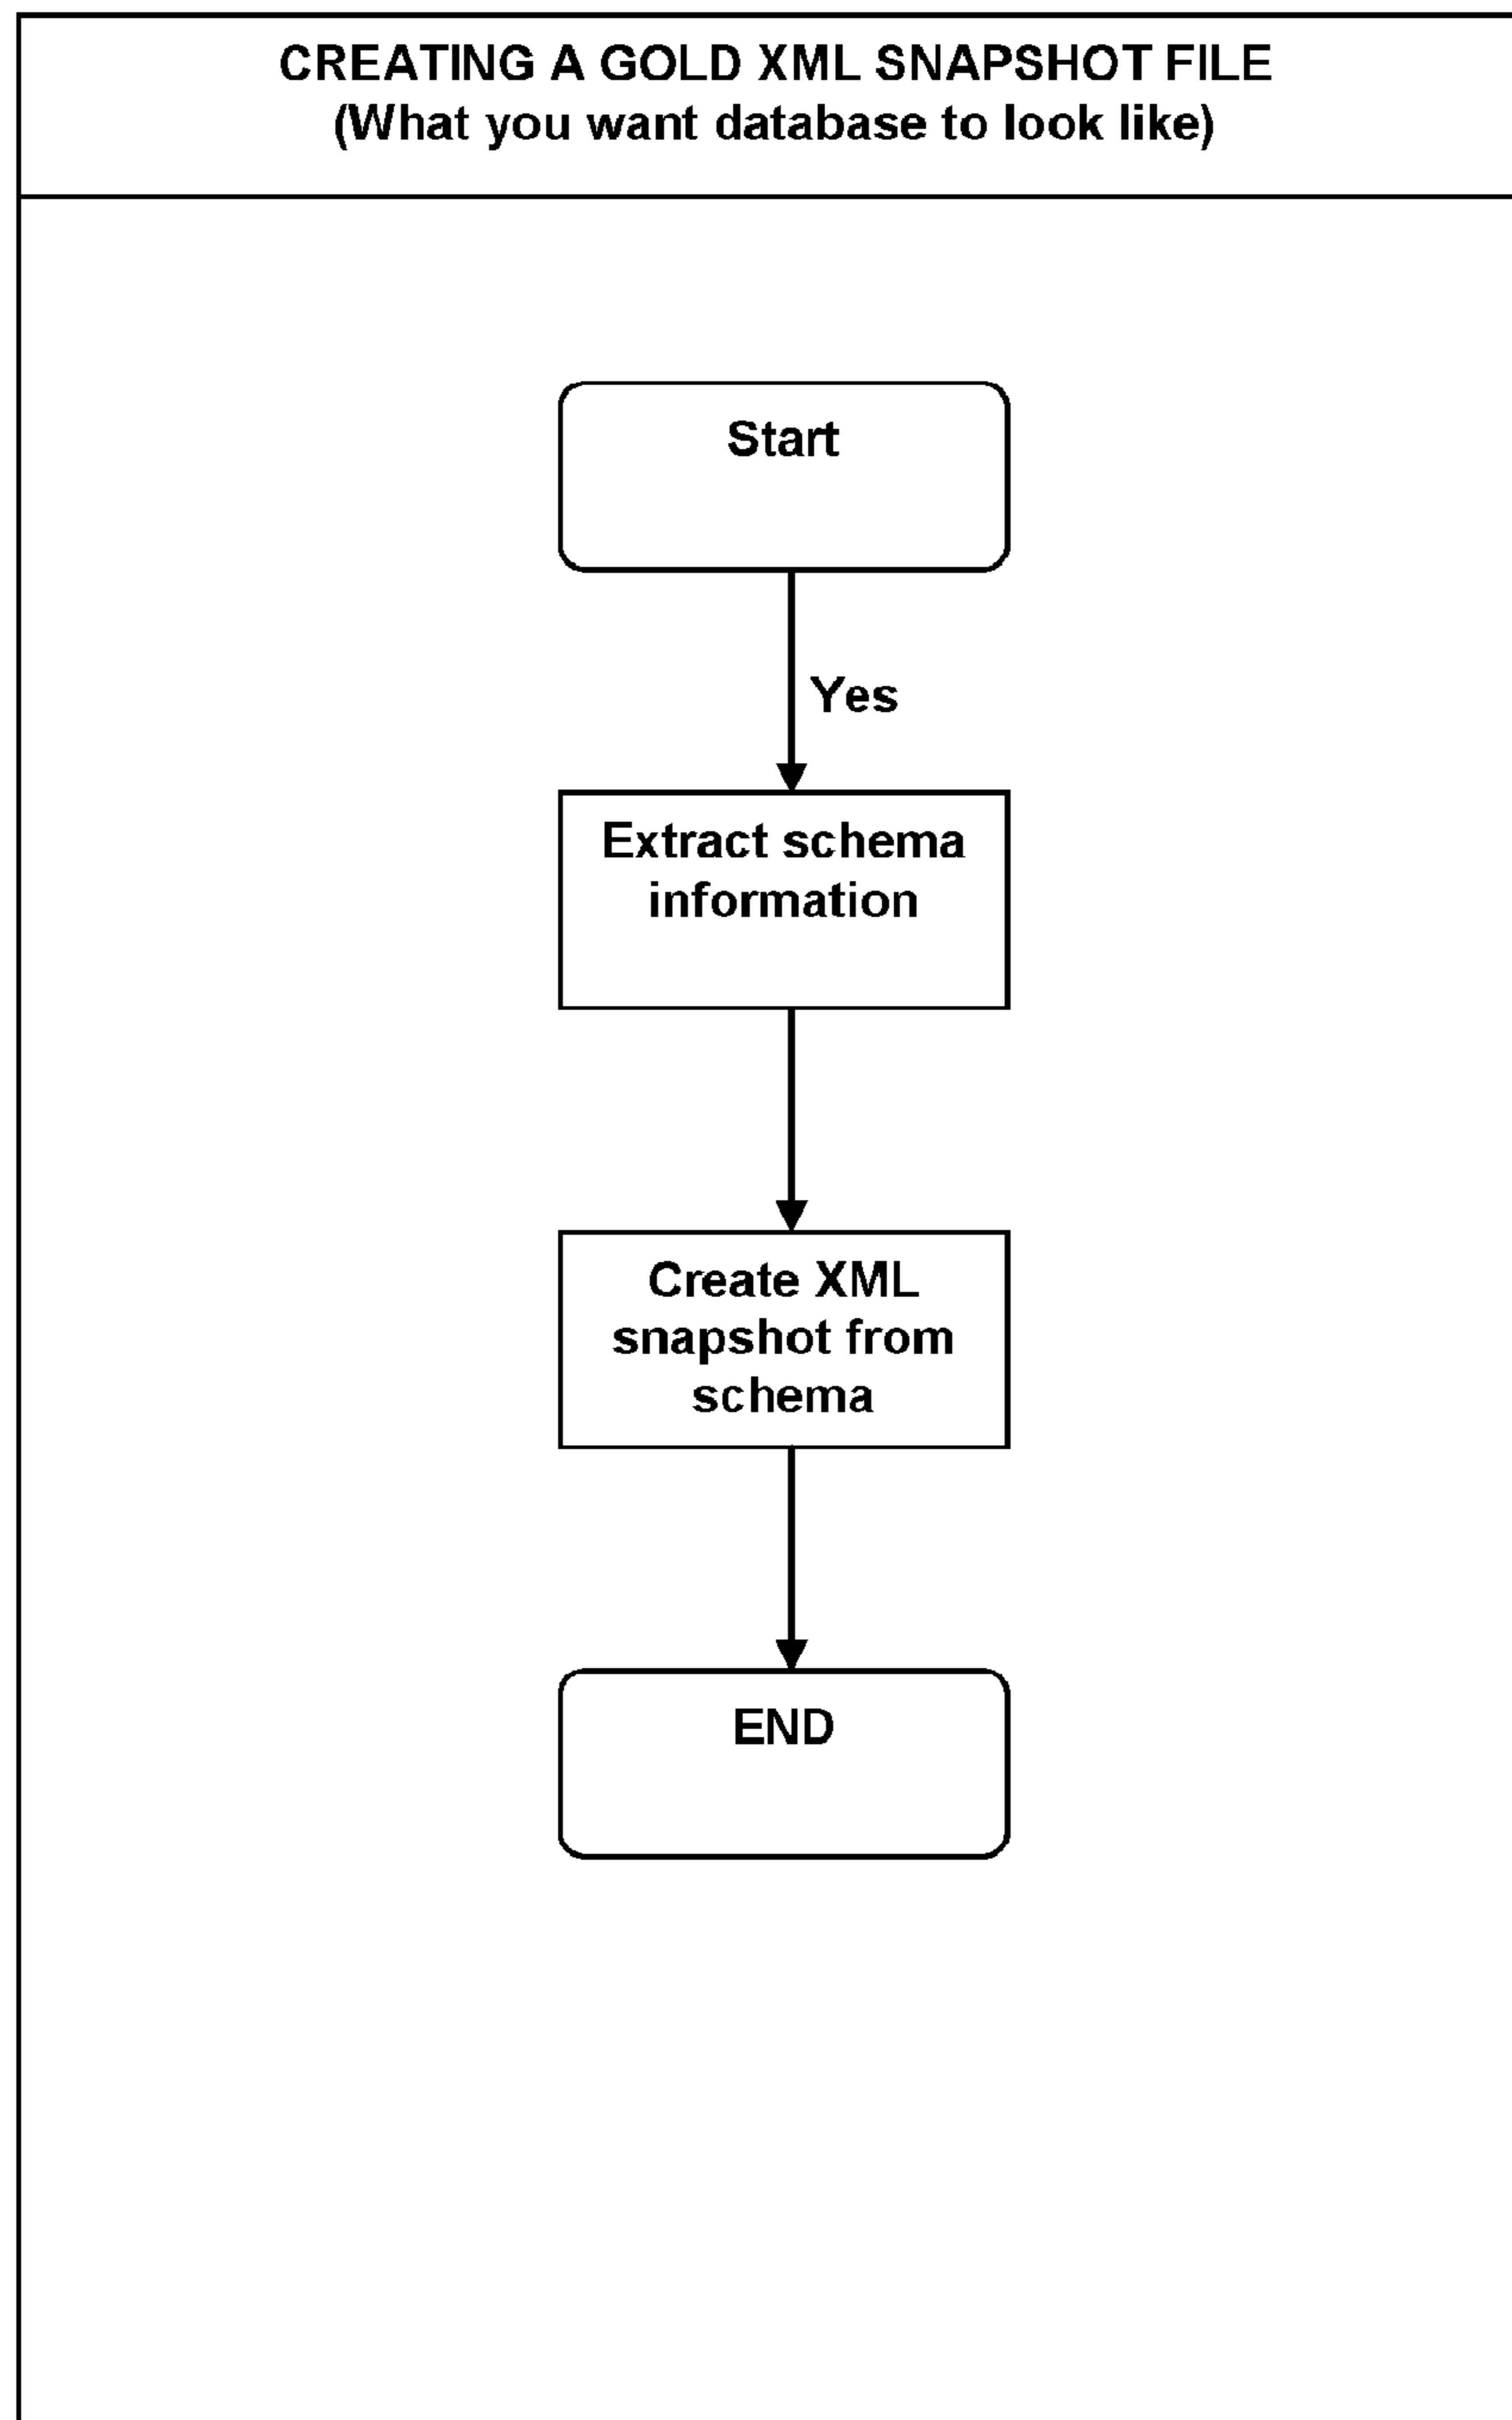 CREATING A GOLD XML SNAPSHOT FILE
(What you want database to look like)
Start
Yes
Extract schema
information
Create XML
snapshot from
schema
END